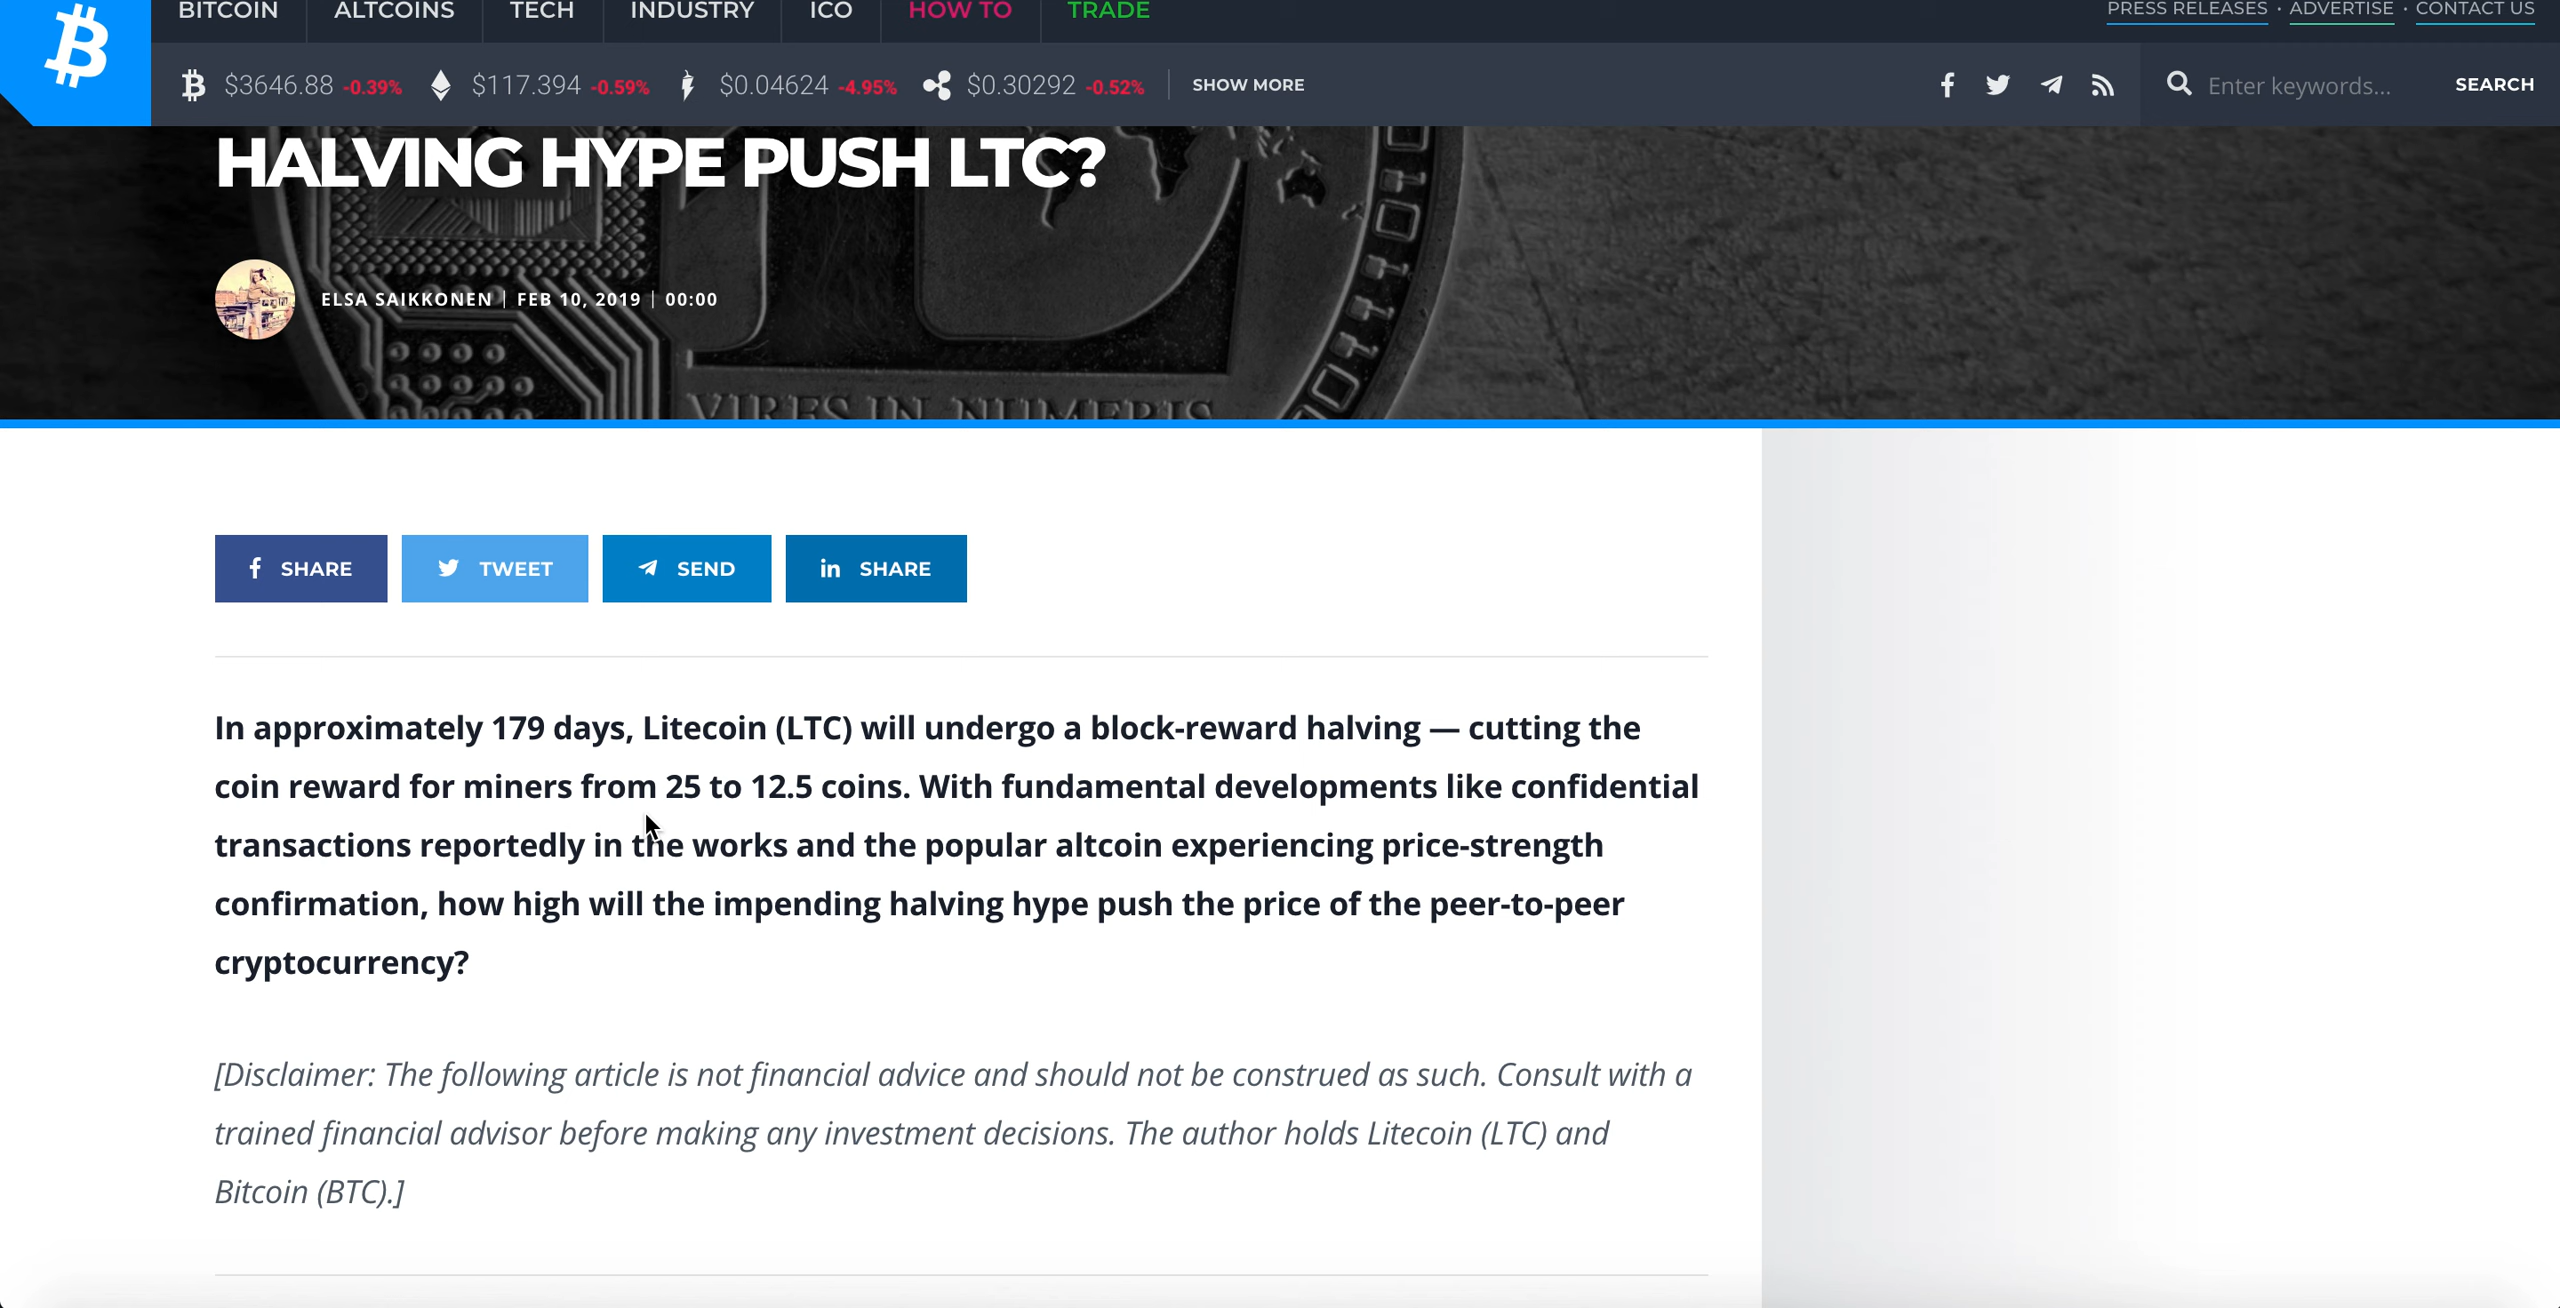 BITCOIN ALTCOINS TECH INDUSTRY ICO HOW TO TRADE PRESS RELEASES · ADVERTISE · CONTACT US
$3646.88 -0.39% $117.394 -0.59% $0.04624 -4.95% $0.30292 -0.52% SHOW MORE Enter keywords... SEARCH
HALVING HYPE PUSH LTC?
ELSA SAIKKONEN | FEB 10, 2019 | 00:00
VIRES IN NUMERIS
SHARE TWEET SEND SHARE
In approximately 179 days, Litecoin (LTC) will undergo a block-reward halving — cutting the
coin reward for miners from 25 to 12.5 coins. With fundamental developments like confidential
transactions reportedly in the works and the popular altcoin experiencing price-strength
confirmation, how high will the impending halving hype push the price of the peer-to-peer
cryptocurrency?
[Disclaimer: The following article is not financial advice and should not be construed as such. Consult with a
trained financial advisor before making any investment decisions. The author holds Litecoin (LTC) and
Bitcoin (BTC).]